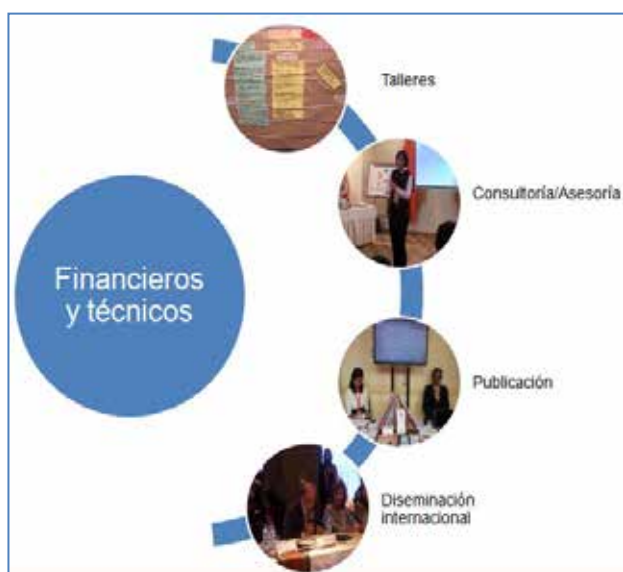 Talleres
Consultoría/Asesoría
Financieros
y técnicos
Publicación
Diseminación
internacional